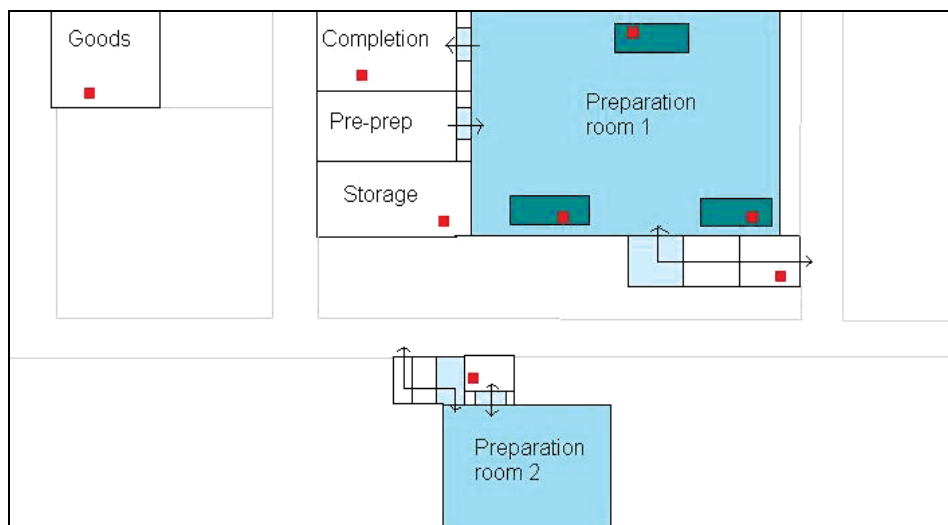 Goods
Completion
Preparation
room 1
Pre-prep
Storage
Preparation
room 2